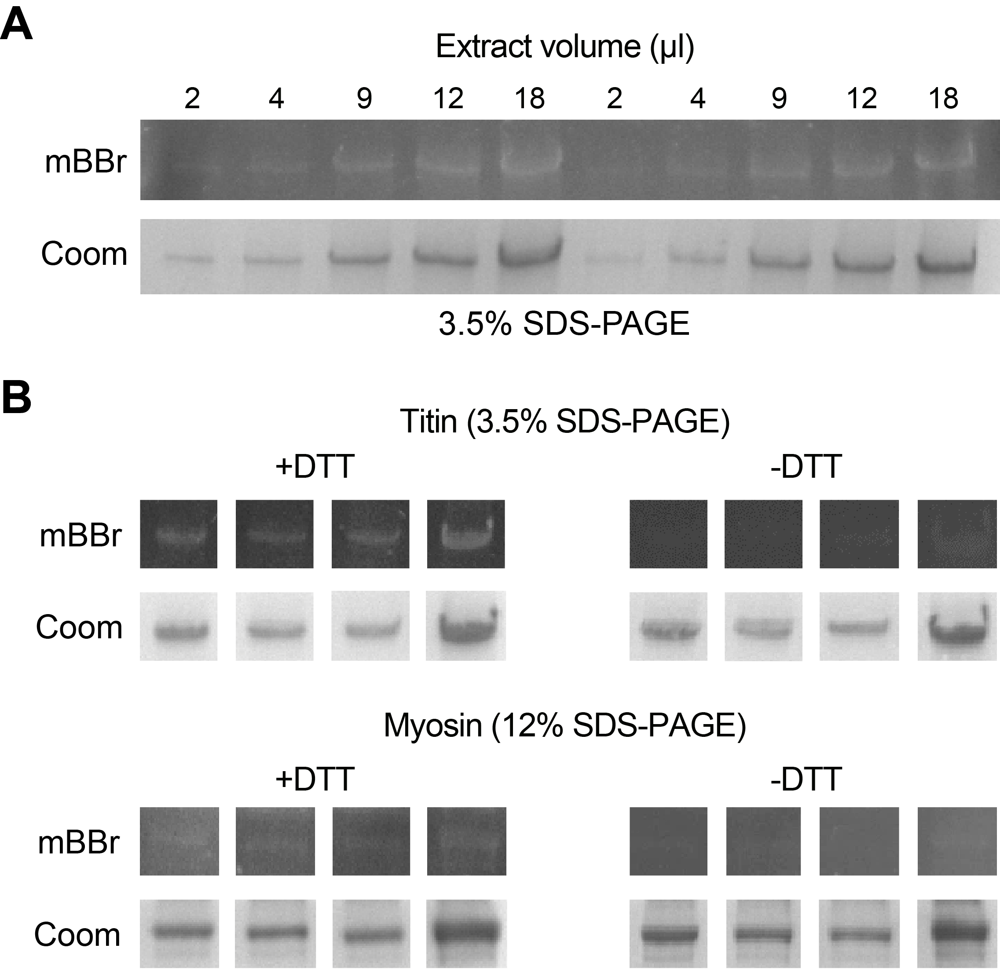 A
Extract volume (µl)
2 4 9 12 18 2 4 9 12 18
mBBr
Coom
3.5% SDS-PAGE
B
Titin (3.5% SDS-PAGE)
+DTT -DTT
mBBr
Coom
Myosin (12% SDS-PAGE)
+DTT -DTT
mBBr
Coom